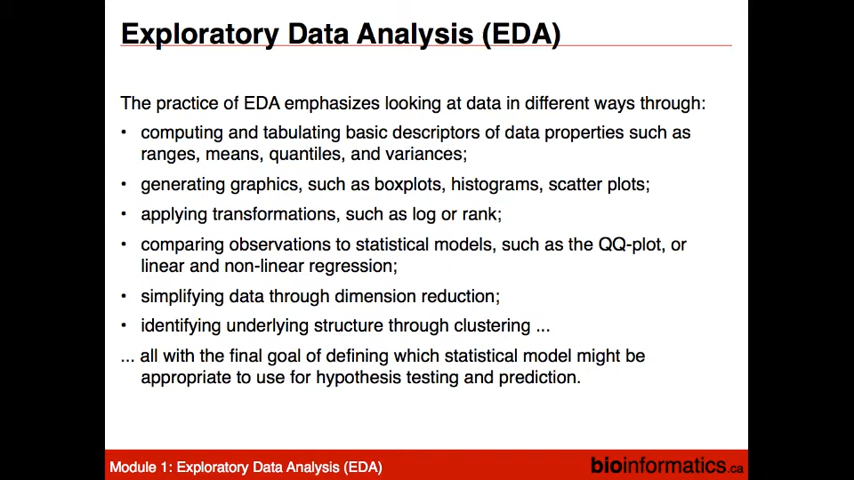 Exploratory Data Analysis (EDA)
The practice of EDA emphasizes looking at data in different ways through:
• computing and tabulating basic descriptors of data properties such as
ranges, means, quantiles, and variances;
• generating graphics, such as boxplots, histograms, scatter plots;
• applying transformations, such as log or rank;
• comparing observations to statistical models, such as the QQ-plot, or
linear and non-linear regression;
• simplifying data through dimension reduction;
• identifying underlying structure through clustering ...
... all with the final goal of defining which statistical model might be
appropriate to use for hypothesis testing and prediction.
Module 1: Exploratory Data Analysis (EDA)
bioinformatics.ca